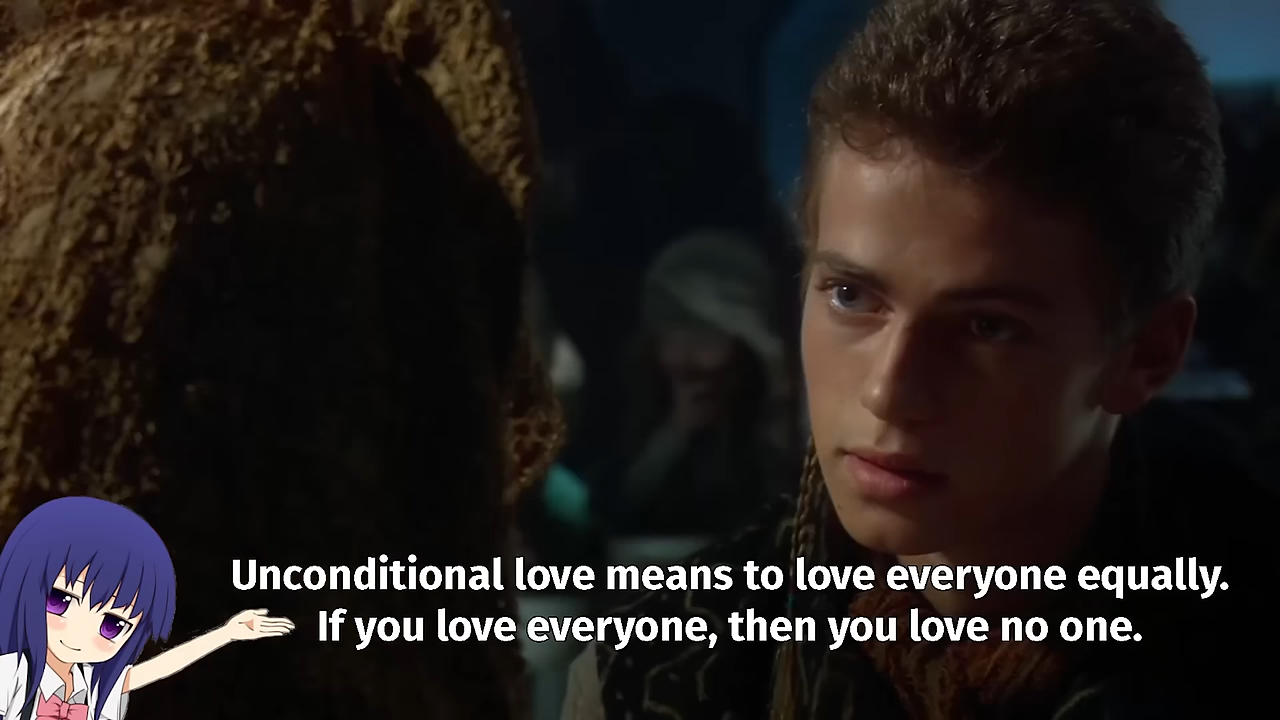 Unconditional love means to love everyone equally.
If you love everyone, then you love no one.